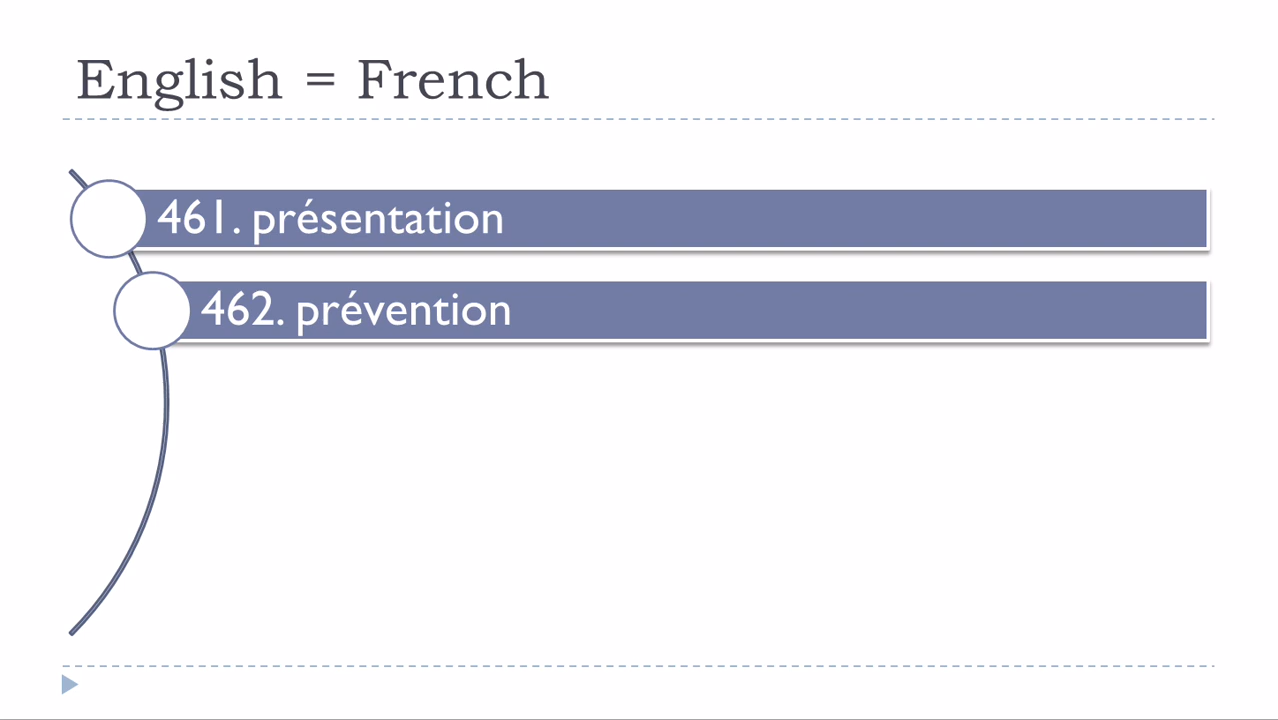 English = French
461. présentation
462. prévention